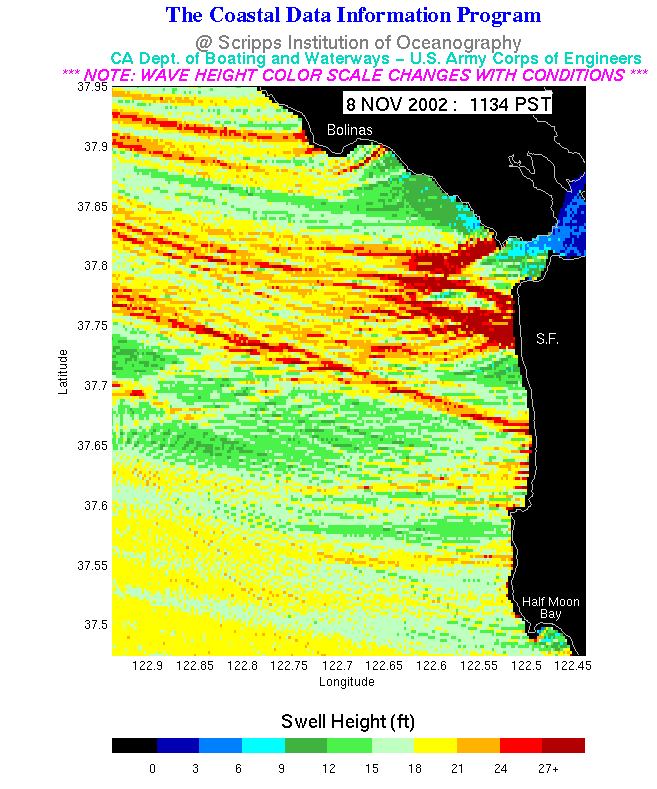 The Coastal Data Information Program
@ Scripps Institution of Oceanography
CA Dept. of Boating and Waterways – U.S. Army Corps of Engineers
*** NOTE: WAVE HEIGHT COLOR SCALE CHANGES WITH CONDITIONS ***
37.95
8 NOV 2002 : 1134 PST
Bolinas
37.9
37.85
37.8
37.75
S.F.
Latitude
37.7
37.65
37.6
37.55
Half Moon
Bay
37.5
122.9 122.85 122.8 122.75 122.7 122.65 122.6 122.55 122.5 122.45
Longitude
Swell Height (ft)
0 3 6 9 12 15 18 21 24 27+